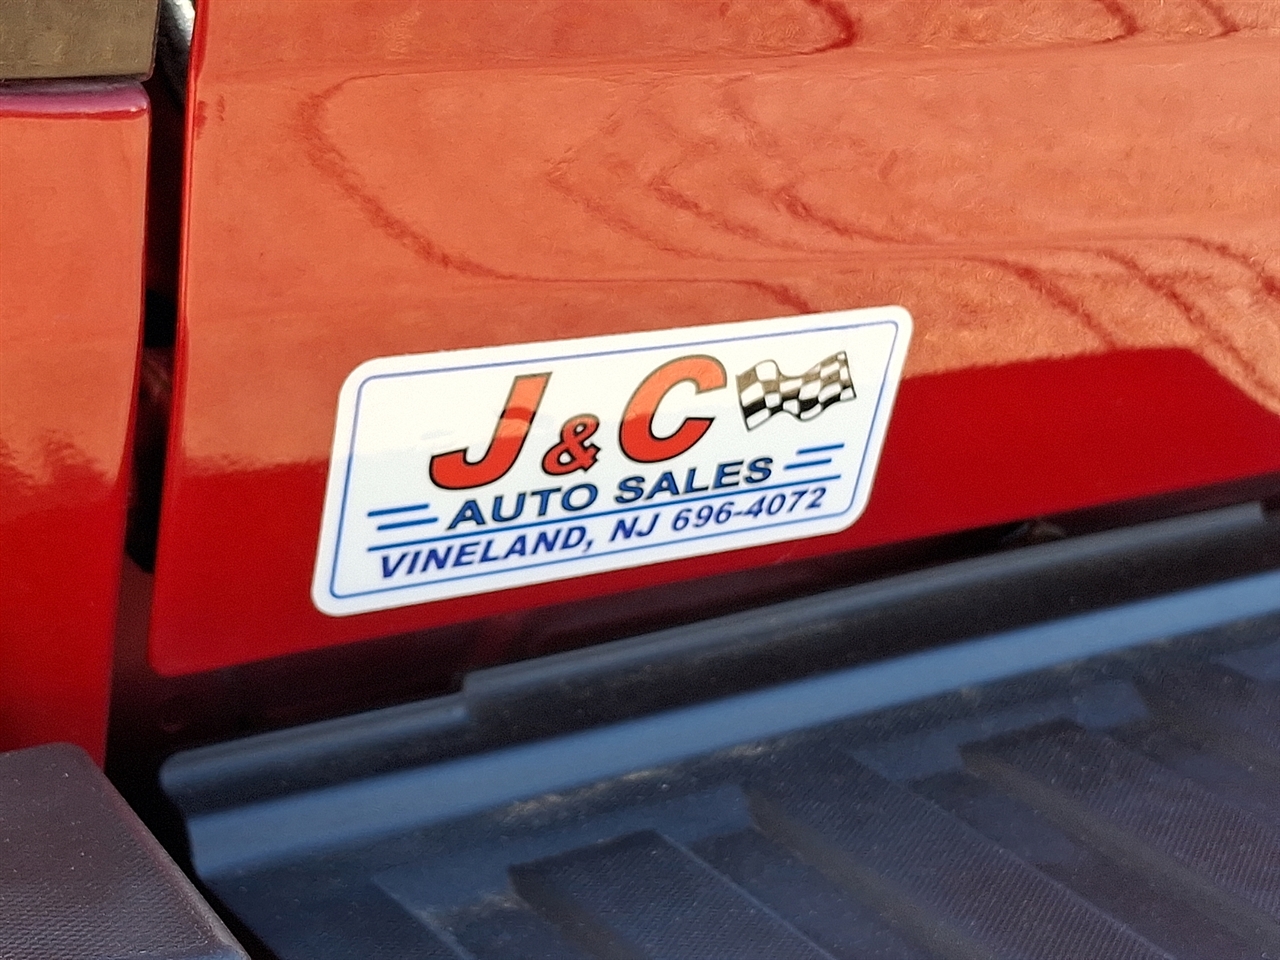 J & C
AUTO SALES
VINELAND, NJ 696-4072